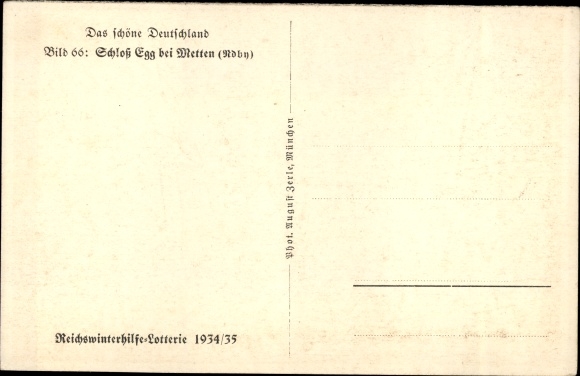 Das schöne Deutschland
Bild 66: Schloß Egg bei Metten (Ndby)
Phot. August Zerle, München
Reichswinterhilfe-Lotterie 1934/35